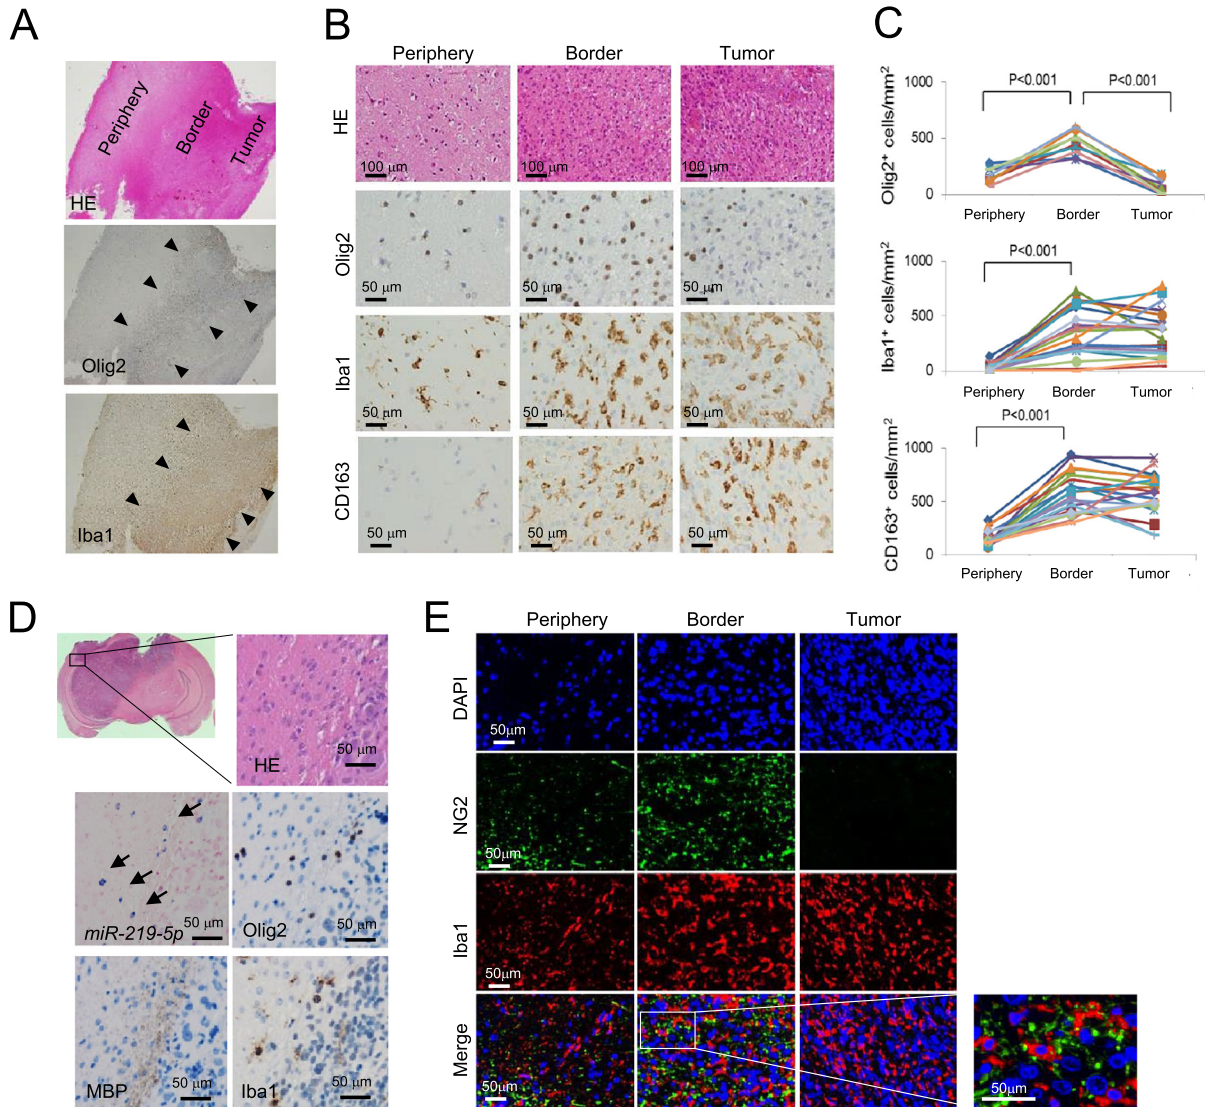 A
Periphery
Border
Tumor
HE
Olig2
Iba1
B
Periphery
Border
Tumor
HE
100 μm
100 μm
100 μm
Olig2
50 μm
50 μm
50 μm
Iba1
50 μm
50 μm
50 μm
CD163
50 μm
50 μm
50 μm
C
Olig2⁺ cells/mm²
1000
500
0
P<0.001
P<0.001
Periphery
Border
Tumor
Iba1⁺ cells/mm²
1000
500
0
P<0.001
Periphery
Border
Tumor
CD163⁺ cells/mm²
1000
500
0
P<0.001
Periphery
Border
Tumor
D
HE
50 μm
miR-219-5p
50 μm
Olig2
50 μm
MBP
50 μm
Iba1
50 μm
E
Periphery
Border
Tumor
DAPI
50μm
NG2
50μm
Iba1
50μm
Merge
50μm
50μm